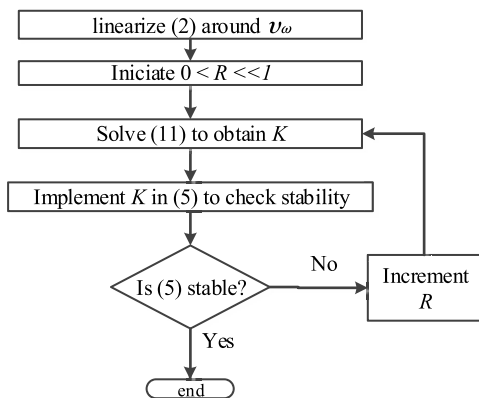 linearize (2) around 𝝊ω
Iniciate 0 < R <<1
Solve (11) to obtain K
Implement K in (5) to check stability
Is (5) stable?
No
Increment
R
Yes
end